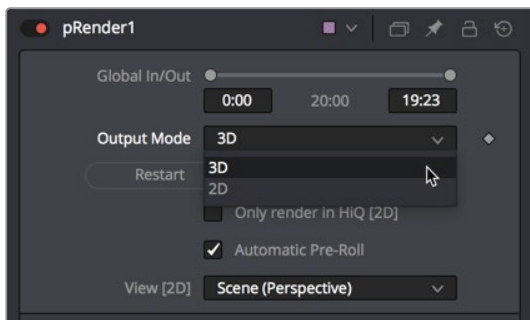 pRender1
Global In/Out
0:00 20:00 19:23
Output Mode 3D
3D
Restart
2D
Only render in HiQ [2D]
Automatic Pre-Roll
View [2D] Scene (Perspective)